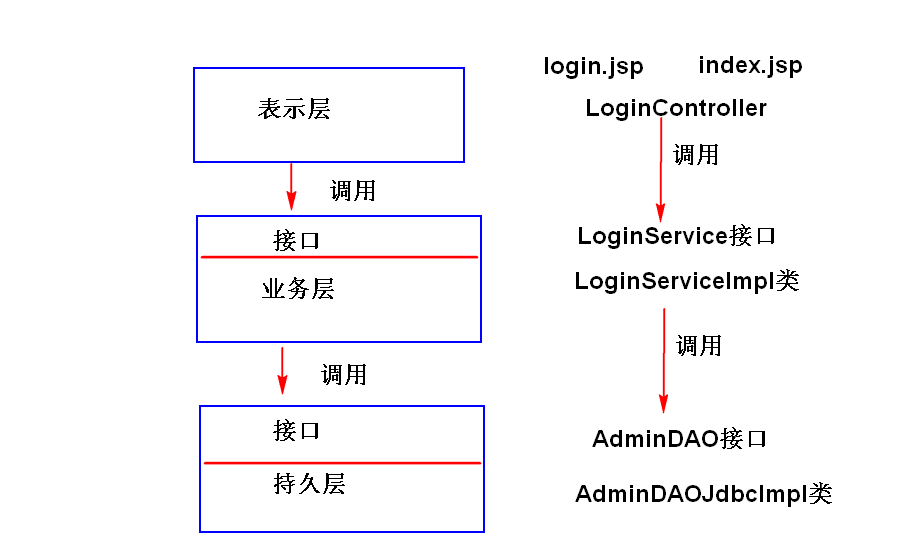 login.jsp index.jsp
表示层
LoginController
调用
调用
接口
LoginService接口
业务层
LoginServiceImpl类
调用
调用
接口
AdminDAO接口
持久层
AdminDAOJdbcImpl类